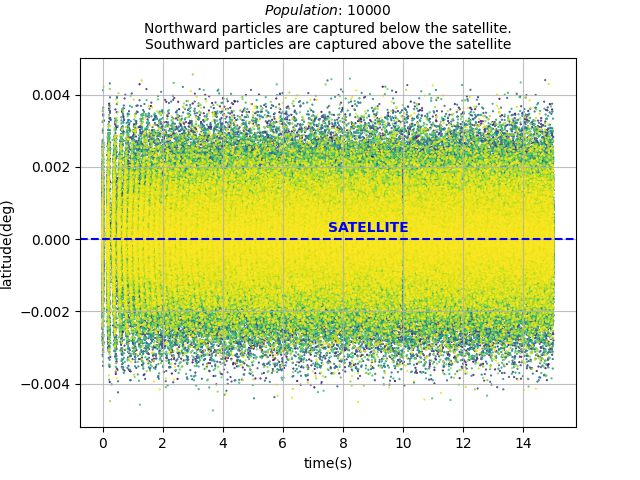 Population: 10000
Northward particles are captured below the satellite.
Southward particles are captured above the satellite
0.004
0.002
0.000
−0.002
−0.004
latitude(deg)
SATELLITE
0 2 4 6 8 10 12 14
time(s)